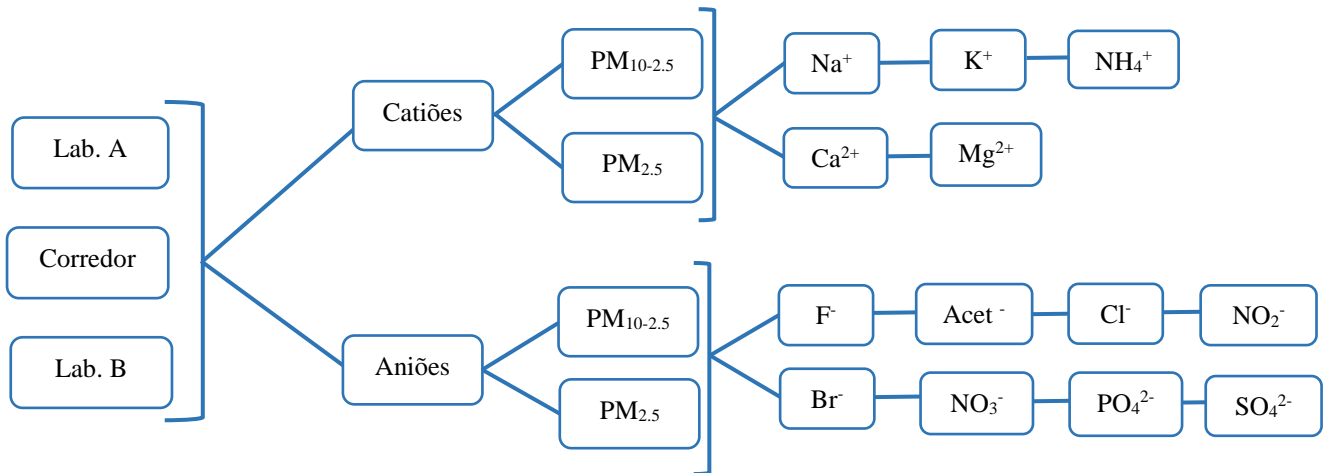 Lab. A
Corredor
Lab. B
Catiões
PM₁₀₋₂.₅
PM₂.₅
Na⁺
K⁺
NH₄⁺
Ca²⁺
Mg²⁺
Aniões
PM₁₀₋₂.₅
PM₂.₅
F⁻
Acet ⁻
Cl⁻
NO₂⁻
Br⁻
NO₃⁻
PO₄²⁻
SO₄²⁻